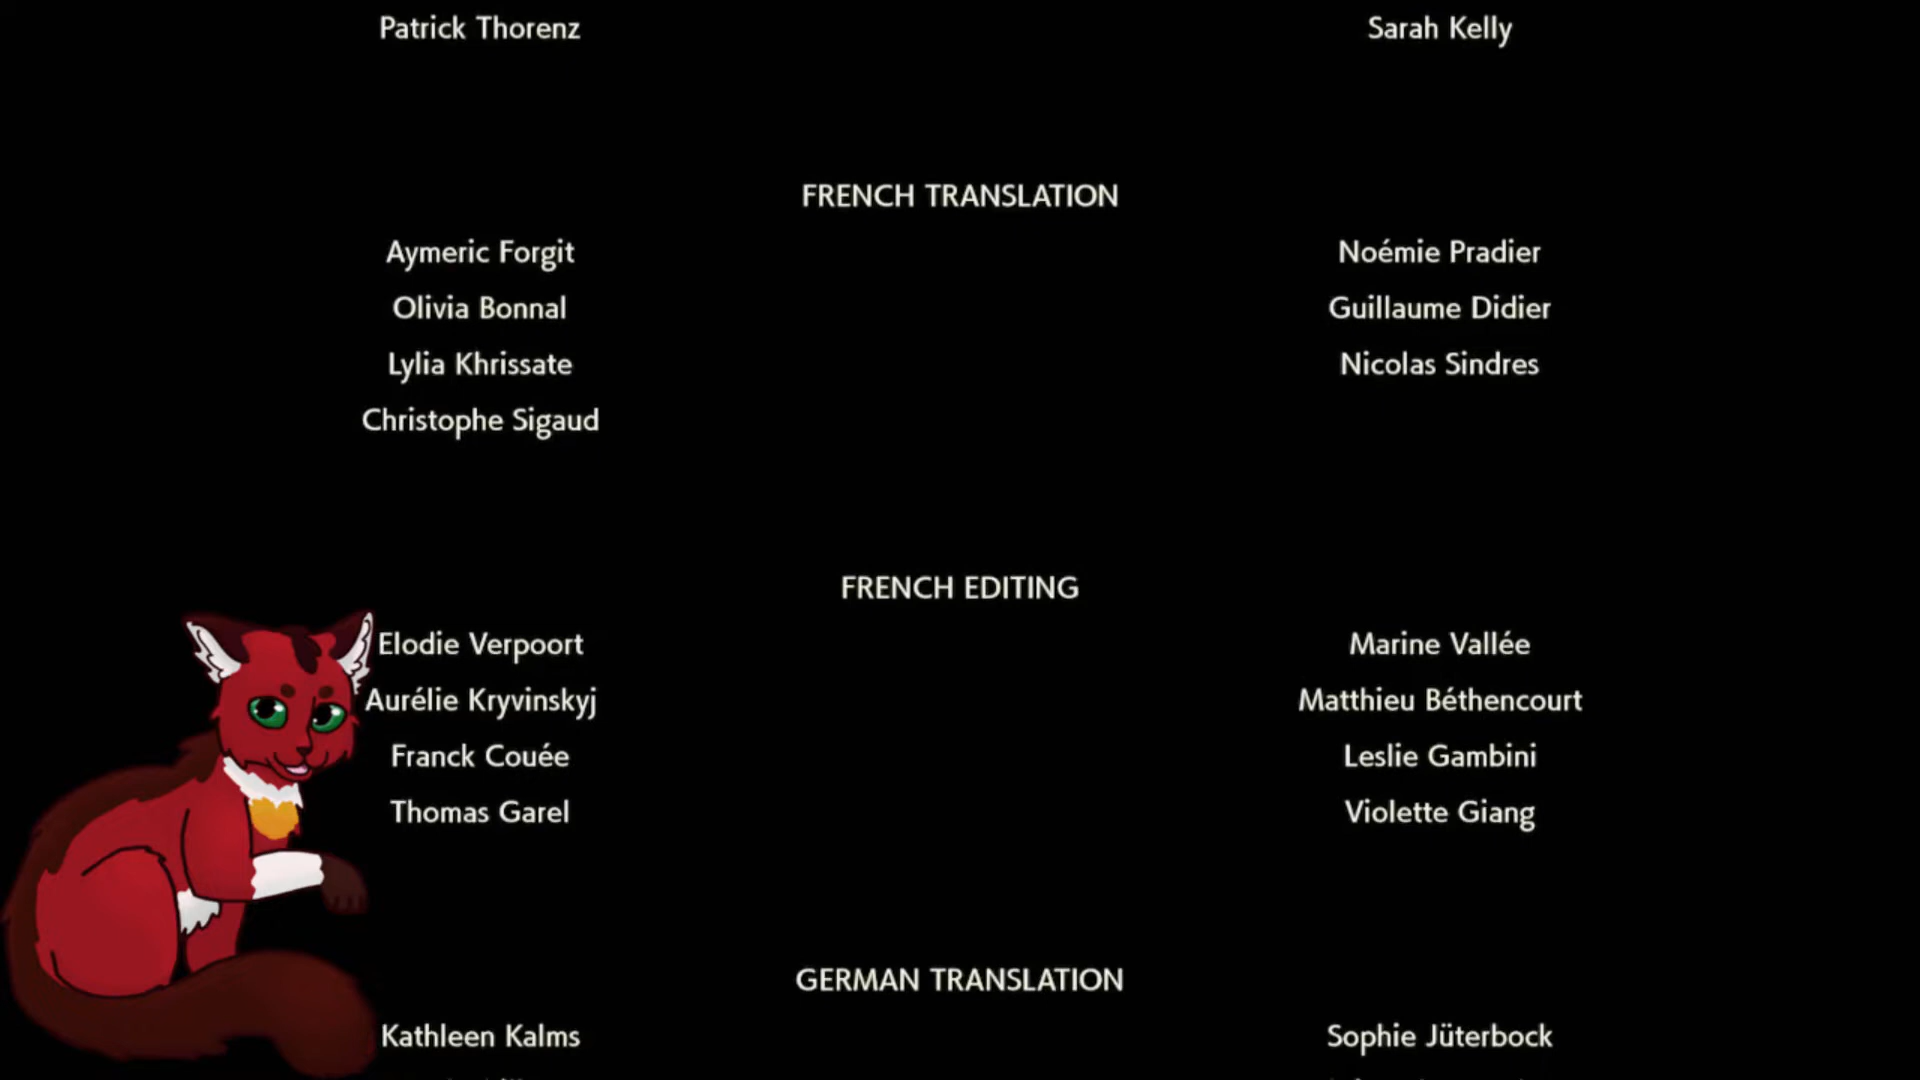 Patrick Thorenz Sarah Kelly
FRENCH TRANSLATION
Aymeric Forgit Noémie Pradier
Olivia Bonnal Guillaume Didier
Lylia Khrissate Nicolas Sindres
Christophe Sigaud
FRENCH EDITING
Elodie Verpoort Marine Vallée
Aurélie Kryvinskyj Matthieu Béthencourt
Franck Couée Leslie Gambini
Thomas Garel Violette Giang
GERMAN TRANSLATION
Kathleen Kalms Sophie Jüterbock